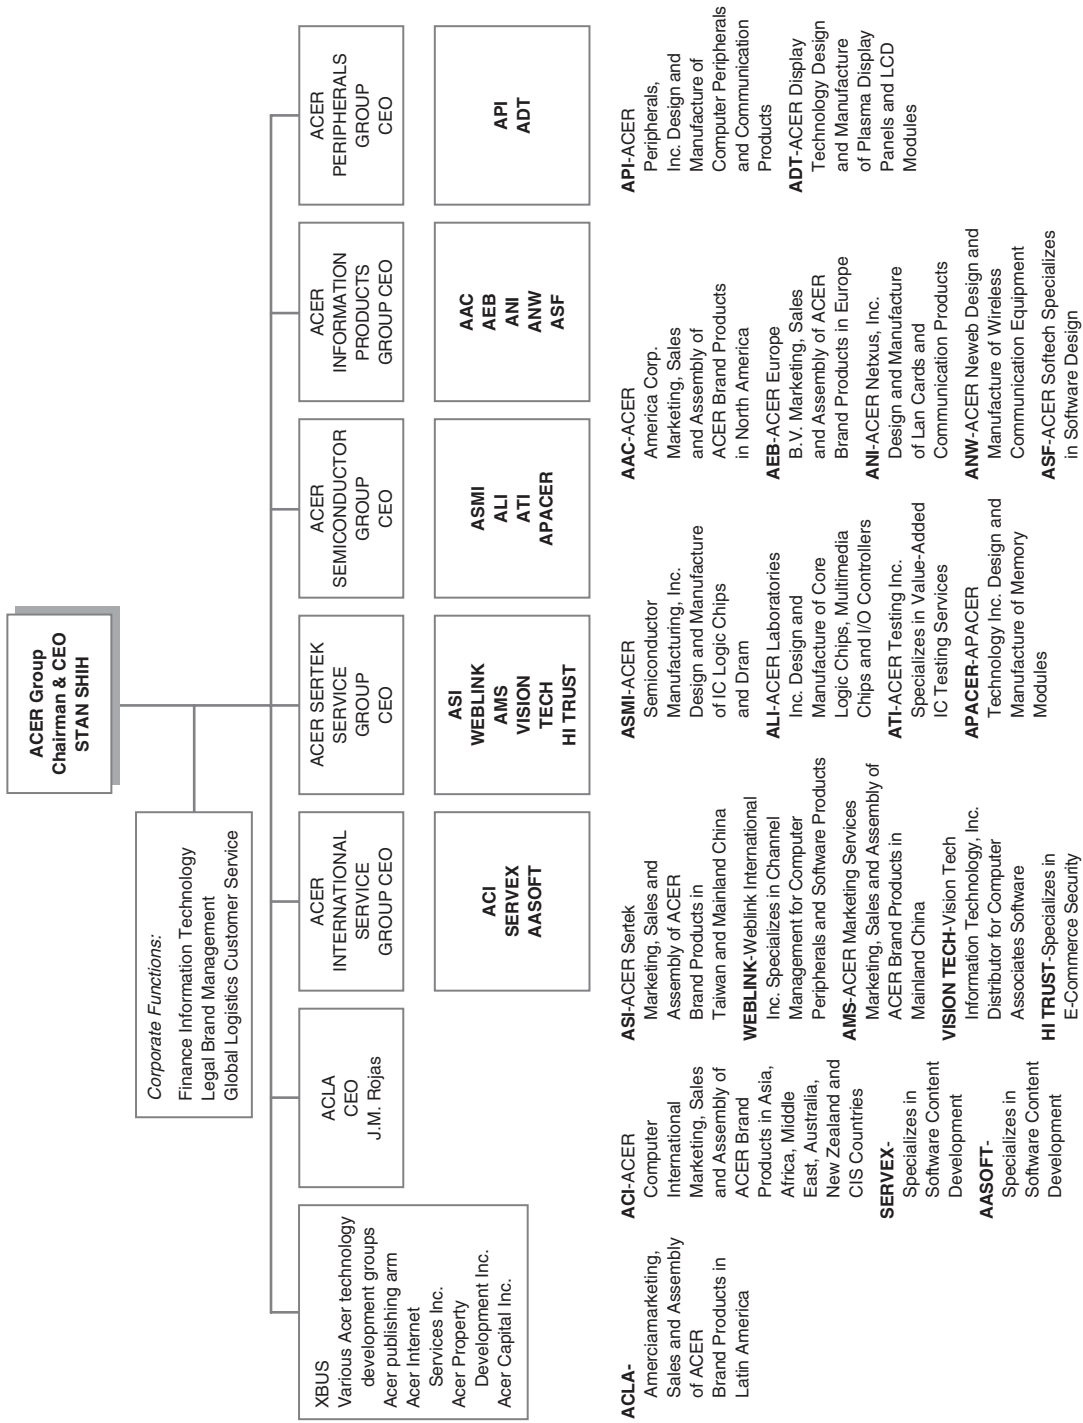 ACER Group
Chairman & CEO
STAN SHIH
Corporate Functions:
Finance Information Technology
Legal Brand Management
Global Logistics Customer Service
XBUS
Various Acer technology
development groups
Acer publishing arm
Acer Internet
Services Inc.
Acer Property
Development Inc.
Acer Capital Inc.
ACLA
CEO
J.M. Rojas
ACER
INTERNATIONAL
SERVICE
GROUP CEO
ACER SERTEK
SERVICE
GROUP
CEO
ACER
SEMICONDUCTOR
GROUP
CEO
ACER
INFORMATION
PRODUCTS
GROUP CEO
ACER
PERIPHERALS
GROUP
CEO
ACI
SERVEX
AASOFT
ASI
WEBLINK
AMS
VISION
TECH
HI TRUST
ASMI
ALI
ATI
APACER
AAC
AEB
ANI
ANW
ASF
API
ADT
ACLA-
Amerciamarketing,
Sales and Assembly
of ACER
Brand Products in
Latin America
ACI-ACER
Computer
International
Marketing, Sales
and Assembly of
ACER Brand
Products in Asia,
Africa, Middle
East, Australia,
New Zealand and
CIS Countries
SERVEX-
Specializes in
Software Content
Development
AASOFT-
Specializes in
Software Content
Development
ASI-ACER Sertek
Marketing, Sales and
Assembly of ACER
Brand Products in
Taiwan and Mainland China
WEBLINK-Weblink International
Inc. Specializes in Channel
Management for Computer
Peripherals and Software Products
AMS-ACER Marketing Services
Marketing, Sales and Assembly of
ACER Brand Products in
Mainland China
VISION TECH-Vision Tech
Information Technology, Inc.
Distributor for Computer
Associates Software
HI TRUST-Specializes in
E-Commerce Security
ASMI-ACER
Semiconductor
Manufacturing, Inc.
Design and Manufacture
of IC Logic Chips
and Dram
ALI-ACER Laboratories
Inc. Design and
Manufacture of Core
Logic Chips, Multimedia
Chips and I/O Controllers
ATI-ACER Testing Inc.
Specializes in Value-Added
IC Testing Services
APACER-APACER
Technology Inc. Design and
Manufacture of Memory
Modules
AAC-ACER
America Corp.
Marketing, Sales
and Assembly of
ACER Brand Products
in North America
AEB-ACER Europe
B.V. Marketing, Sales
and Assembly of ACER
Brand Products in Europe
ANI-ACER Netxus, Inc.
Design and Manufacture
of Lan Cards and
Communication Products
ANW-ACER Neweb Design and
Manufacture of Wireless
Communication Equipment
ASF-ACER Softech Specializes
in Software Design
API-ACER
Peripherals,
Inc. Design and
Manufacture of
Computer Peripherals
and Communication
Products
ADT-ACER Display
Technology Design
and Manufacture
of Plasma Display
Panels and LCD
Modules